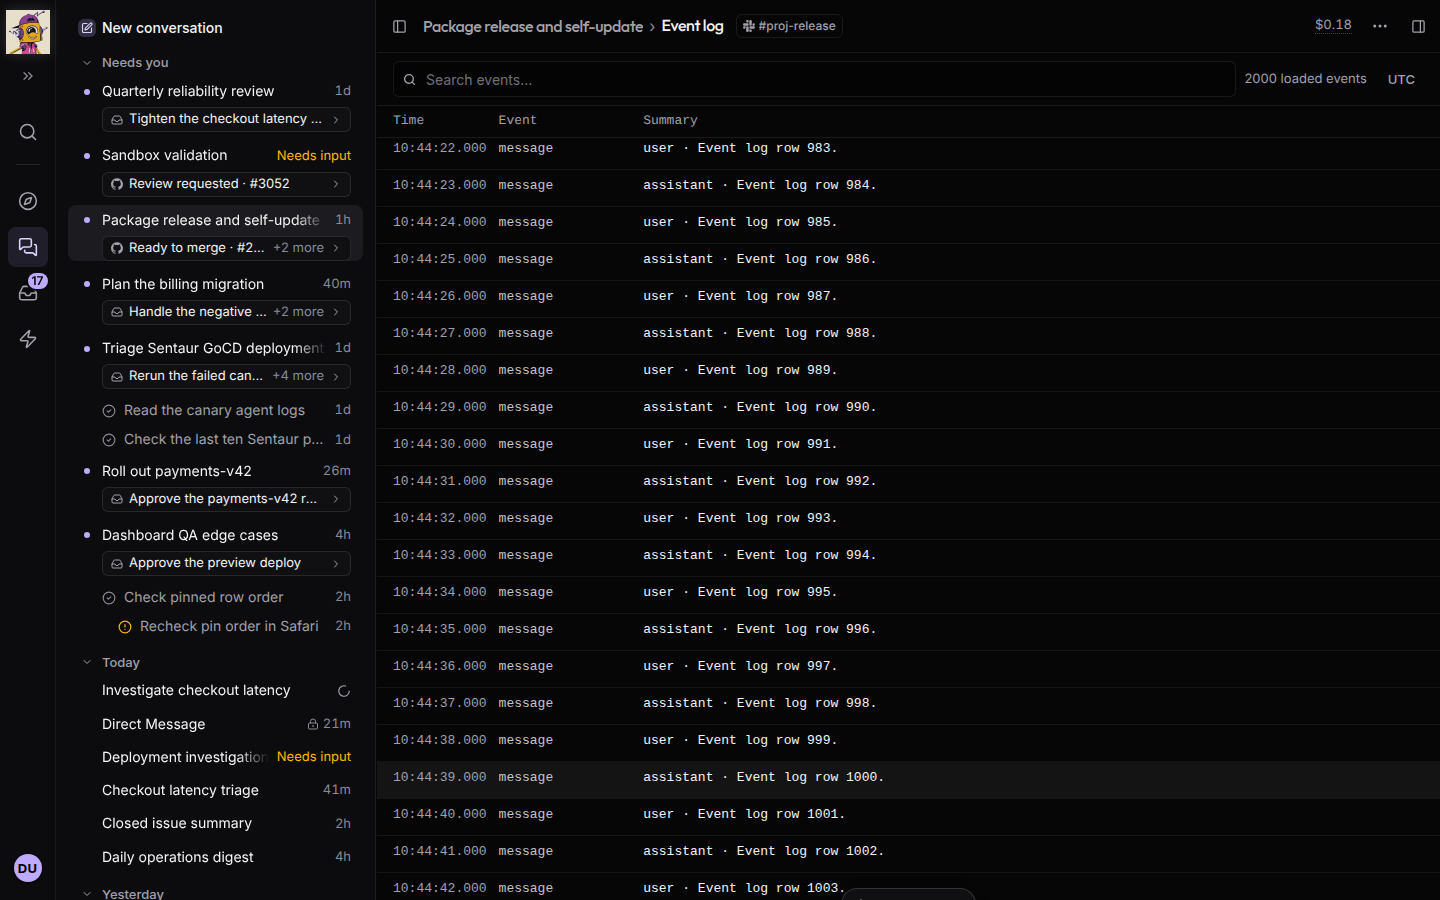 New conversation
Needs you
Quarterly reliability review 1d
Tighten the checkout latency ...
Sandbox validation Needs input
Review requested · #3052
Package release and self-update 1h
Ready to merge · #2... +2 more
Plan the billing migration 40m
Handle the negative ... +2 more
Triage Sentaur GoCD deployment 1d
Rerun the failed can... +4 more
Read the canary agent logs 1d
Check the last ten Sentaur p... 1d
Roll out payments-v42 26m
Approve the payments-v42 r...
Dashboard QA edge cases 4h
Approve the preview deploy
Check pinned row order 2h
Recheck pin order in Safari 2h
Today
Investigate checkout latency
Direct Message 21m
Deployment investigation Needs input
Checkout latency triage 41m
Closed issue summary 2h
Daily operations digest 4h
Yesterday
17
DU
Package release and self-update › Event log #proj-release $0.18
Search events... 2000 loaded events UTC
Time Event Summary
10:44:22.000 message user · Event log row 983.
10:44:23.000 message assistant · Event log row 984.
10:44:24.000 message user · Event log row 985.
10:44:25.000 message assistant · Event log row 986.
10:44:26.000 message user · Event log row 987.
10:44:27.000 message assistant · Event log row 988.
10:44:28.000 message user · Event log row 989.
10:44:29.000 message assistant · Event log row 990.
10:44:30.000 message user · Event log row 991.
10:44:31.000 message assistant · Event log row 992.
10:44:32.000 message user · Event log row 993.
10:44:33.000 message assistant · Event log row 994.
10:44:34.000 message user · Event log row 995.
10:44:35.000 message assistant · Event log row 996.
10:44:36.000 message user · Event log row 997.
10:44:37.000 message assistant · Event log row 998.
10:44:38.000 message user · Event log row 999.
10:44:39.000 message assistant · Event log row 1000.
10:44:40.000 message user · Event log row 1001.
10:44:41.000 message assistant · Event log row 1002.
10:44:42.000 message user · Event log row 1003.